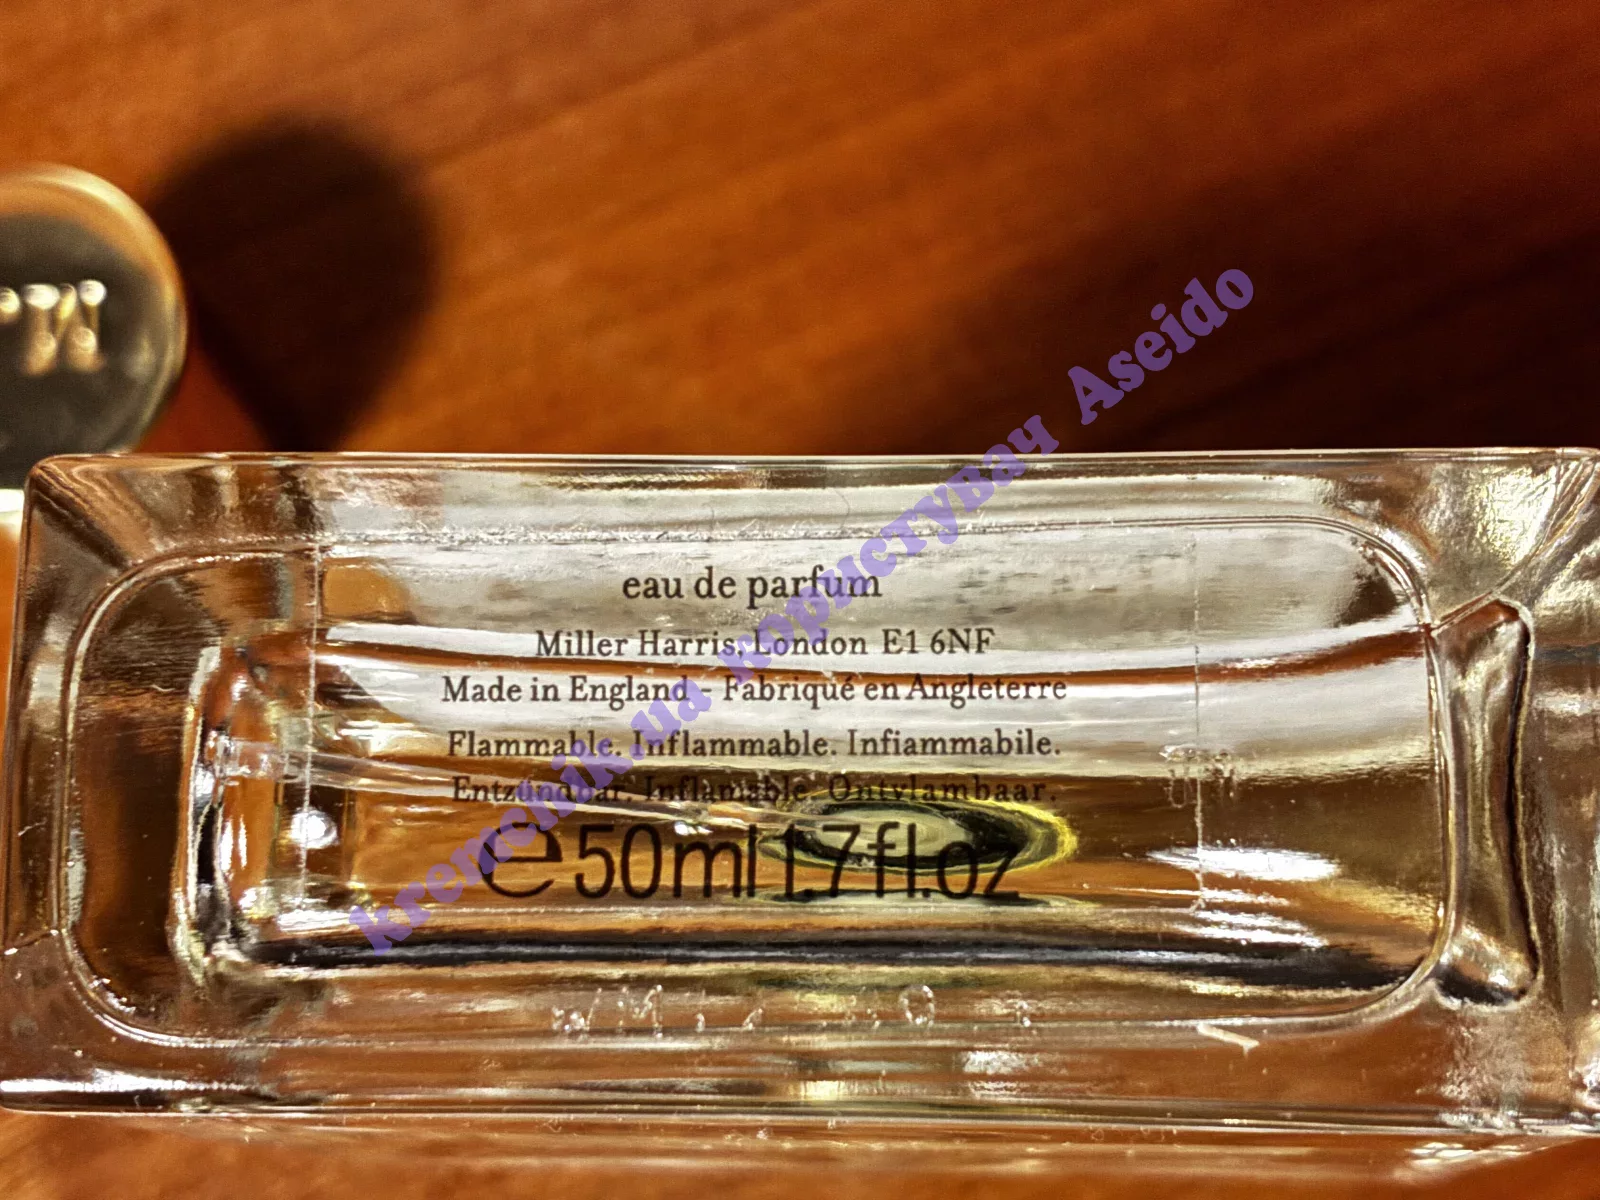 eau de parfum
Miller Harris, London E1 6NF
Made in England - Fabriqué en Angleterre
Flammable. Inflammable. Infiammabile.
Entzündbar. Inflamable. Ontvlambaar.
e 50ml 1.7fl.oz
kremchik.ua користувач Aseido